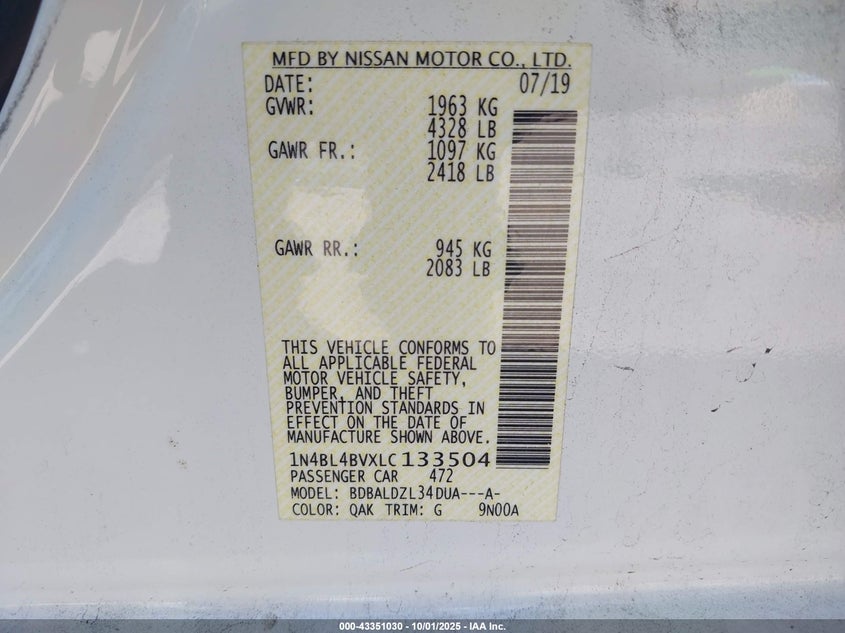 MFD BY NISSAN MOTOR CO., LTD.
DATE: 07/19
GVWR: 1963 KG
4328 LB
GAWR FR.: 1097 KG
2418 LB
GAWR RR.: 945 KG
2083 LB
THIS VEHICLE CONFORMS TO
ALL APPLICABLE FEDERAL
MOTOR VEHICLE SAFETY,
BUMPER, AND THEFT
PREVENTION STANDARDS IN
EFFECT ON THE DATE OF
MANUFACTURE SHOWN ABOVE.
1N4BL4BVXLC133504
PASSENGER CAR 472
MODEL: BDBALDZL34DUA---A-
COLOR: QAK TRIM: G 9N00A
000-43351030 - 10/01/2025 - IAA Inc.